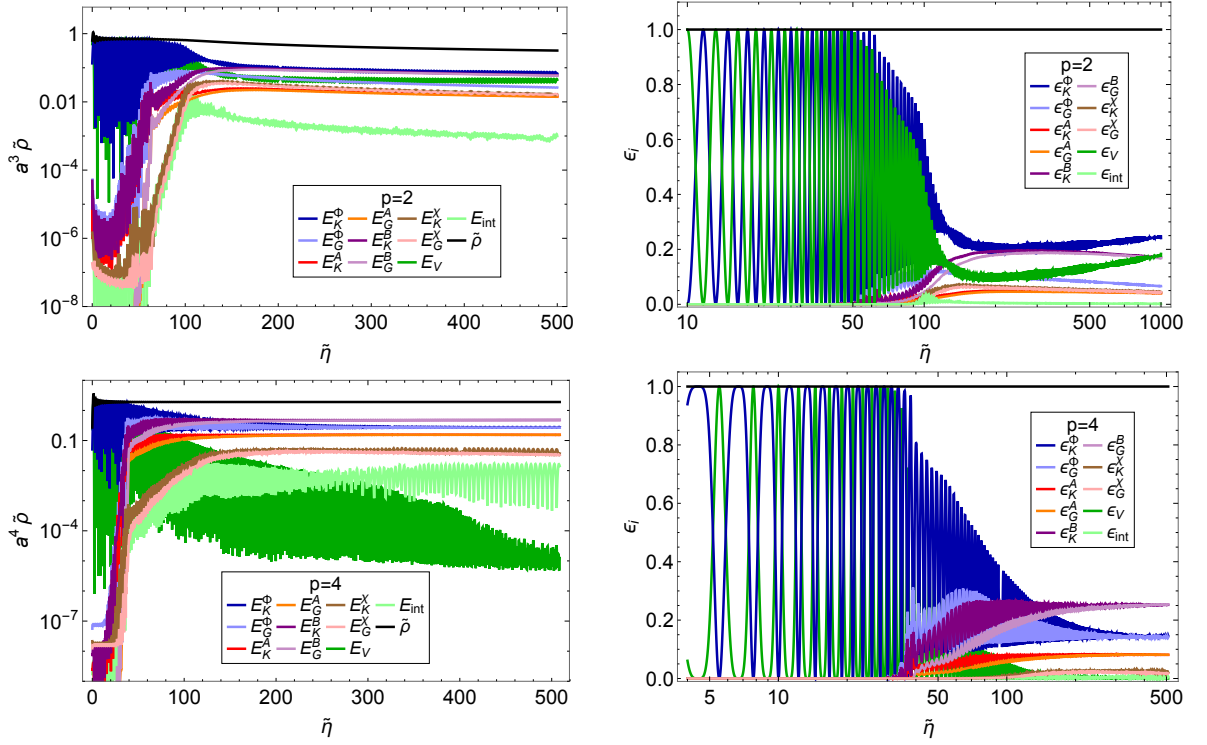 a³ ρ̃
1
0.01
10⁻⁴
10⁻⁶
10⁻⁸
0 100 200 300 400 500
η̃
p=2
E_K^Φ E_G^A E_K^χ E_int
E_G^Φ E_K^B E_G^χ ρ̃
E_K^A E_G^B E_V
ϵ_i
1.0
0.8
0.6
0.4
0.2
0.0
10 50 100 500 1000
η̃
p=2
ϵ_K^Φ ϵ_G^B
ϵ_G^Φ ϵ_K^χ
ϵ_K^A ϵ_G^χ
ϵ_G^A ϵ_V
ϵ_K^B ϵ_int
a⁴ ρ̃
0.1
10⁻⁴
10⁻⁷
0 100 200 300 400 500
η̃
p=4
E_K^Φ E_G^A E_K^χ E_int
E_G^Φ E_K^B E_G^χ ρ̃
E_K^A E_G^B E_V
ϵ_i
1.0
0.8
0.6
0.4
0.2
0.0
5 10 50 100 500
η̃
p=4
ϵ_K^Φ ϵ_G^B
ϵ_G^Φ ϵ_K^χ
ϵ_K^A ϵ_G^χ
ϵ_G^A ϵ_V
ϵ_K^B ϵ_int